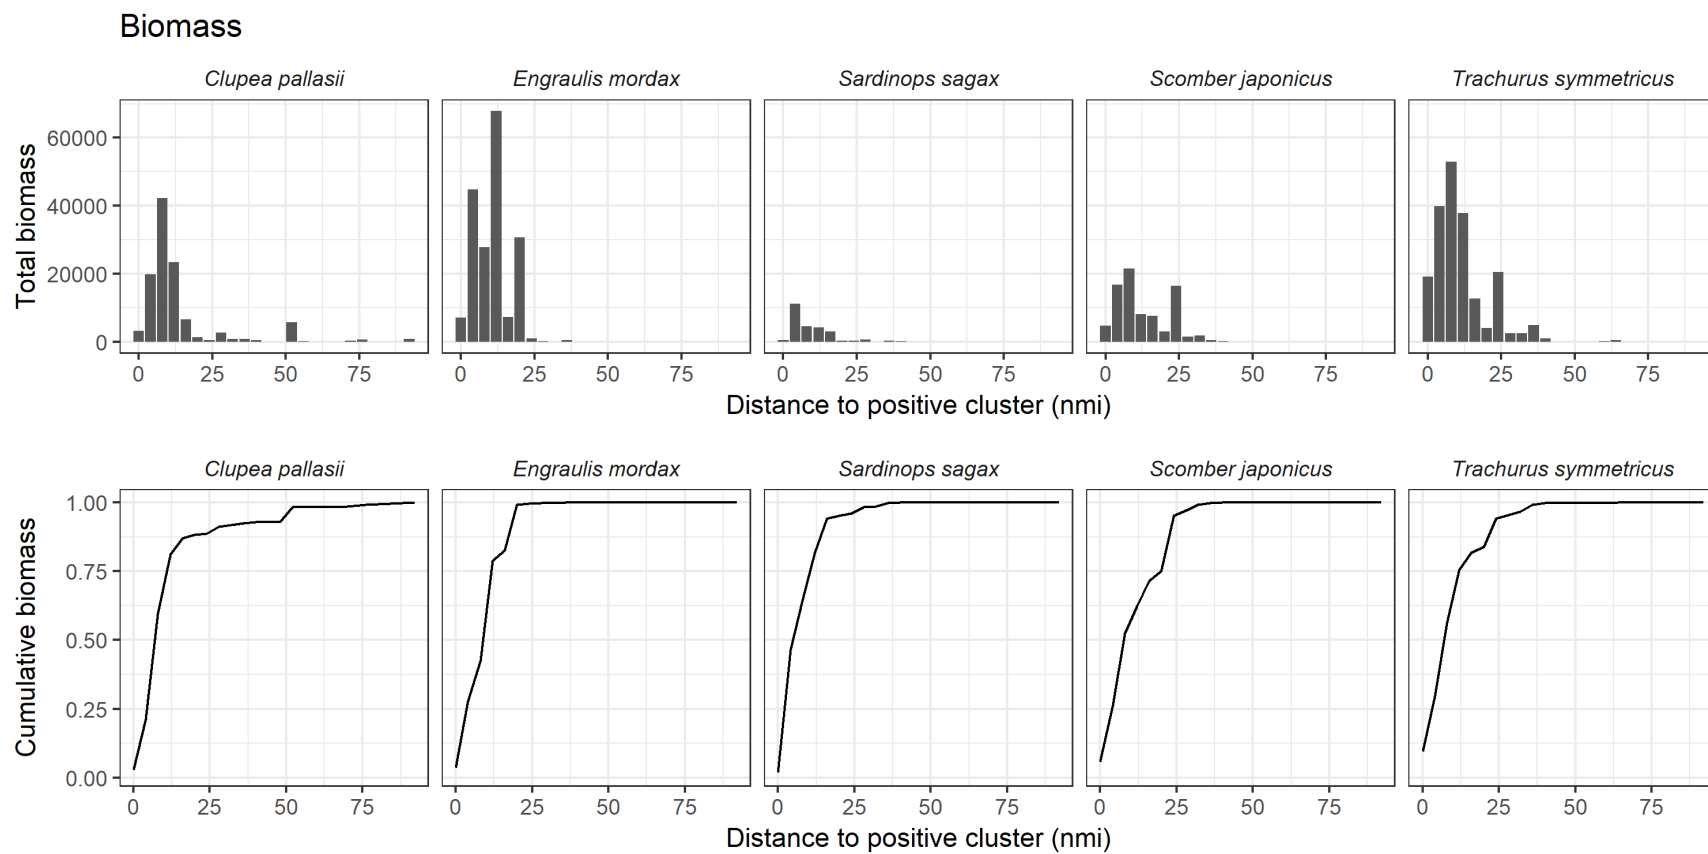 Biomass
Clupea pallasii Engraulis mordax Sardinops sagax Scomber japonicus Trachurus symmetricus
Total biomass
60000
40000
20000
0
0 25 50 75 0 25 50 75 0 25 50 75 0 25 50 75 0 25 50 75
Distance to positive cluster (nmi)
Clupea pallasii Engraulis mordax Sardinops sagax Scomber japonicus Trachurus symmetricus
Cumulative biomass
1.00
0.75
0.50
0.25
0.00
0 25 50 75 0 25 50 75 0 25 50 75 0 25 50 75 0 25 50 75
Distance to positive cluster (nmi)